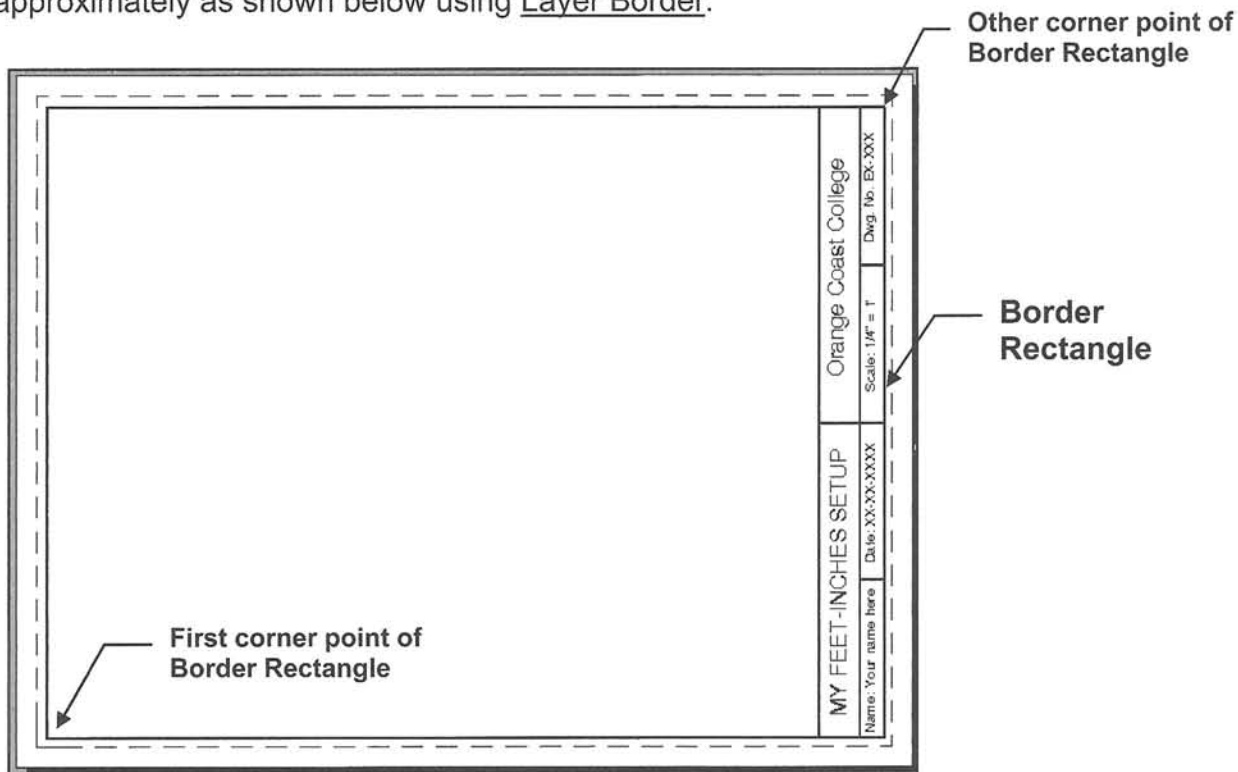 approximately as shown below using Layer Border.
Other corner point of
Border Rectangle
Orange Coast College
Dwg. No. EX-XXX
Scale: 1/4" = 1'
Border
Rectangle
MY FEET-INCHES SETUP
Date: XX-XX-XXXX
Name: Your name here
First corner point of
Border Rectangle